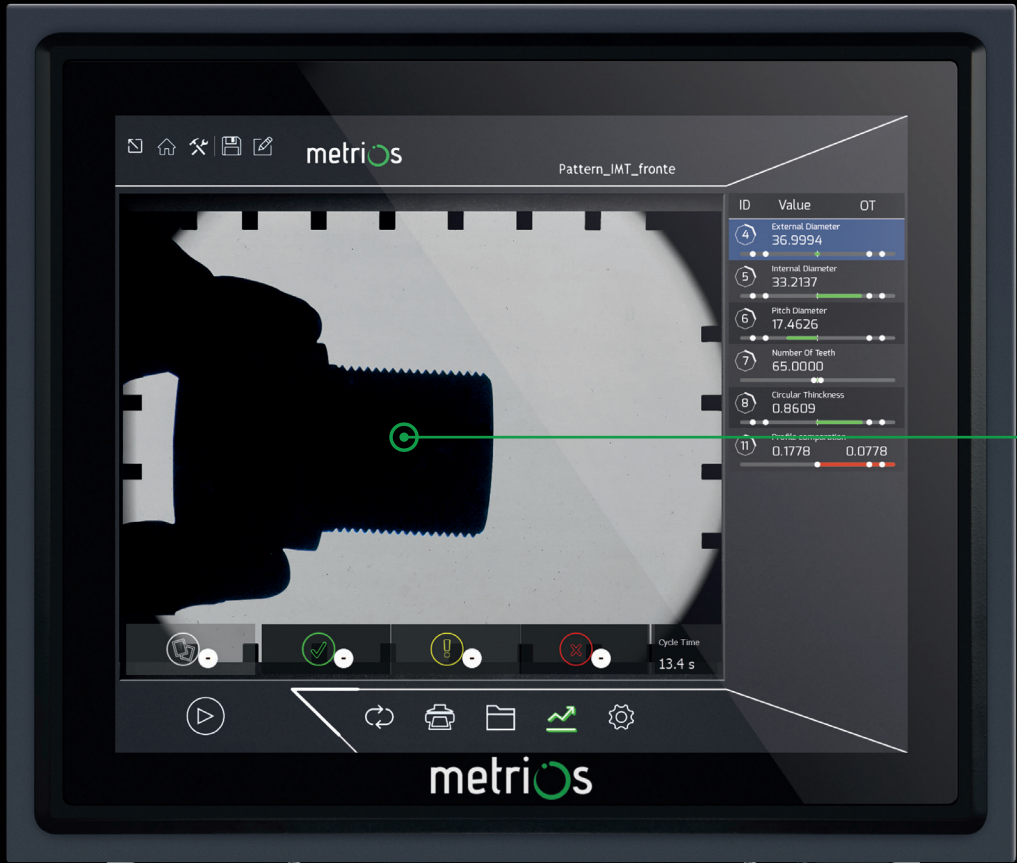 metrios
Pattern_IMT_fronte
ID Value OT
4 External Diameter
36.9994
5 Internal Diameter
33.2137
6 Pitch Diameter
17.4626
7 Number Of Teeth
65.0000
8 Circular Thinckness
0.8609
11 Profile comparation
0.1778 0.0778
- - - - Cycle Time
13.4 s
metrios